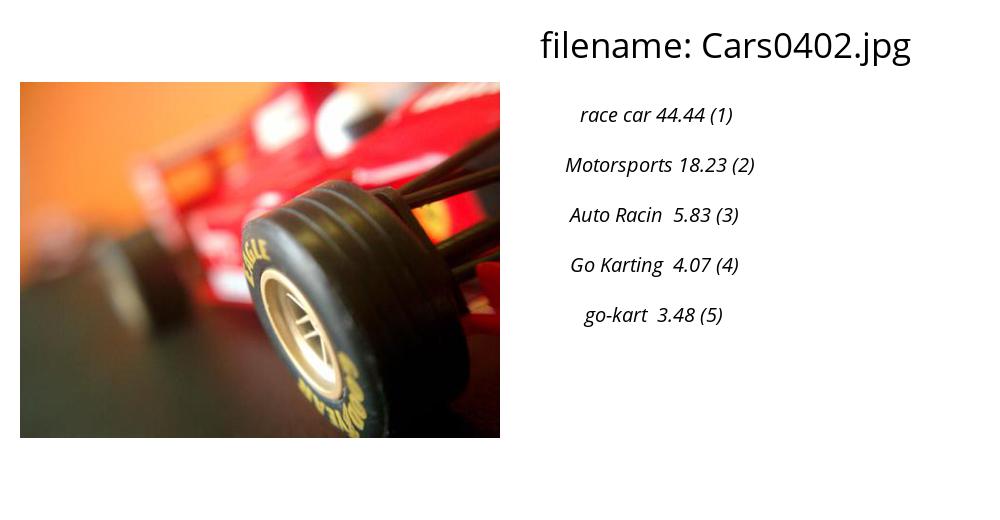 filename: Cars0402.jpg
race car 44.44 (1)
Motorsports 18.23 (2)
Auto Racin 5.83 (3)
Go Karting 4.07 (4)
go-kart 3.48 (5)
EAGLE
GOODYEAR